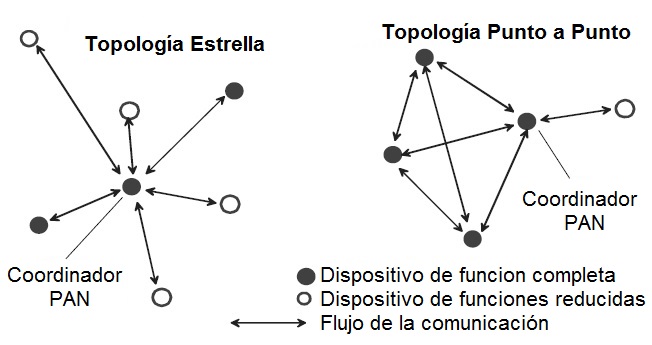 Topología Estrella
Coordinador
PAN
Topología Punto a Punto
Coordinador
PAN
Dispositivo de funcion completa
Dispositivo de funciones reducidas
Flujo de la comunicación